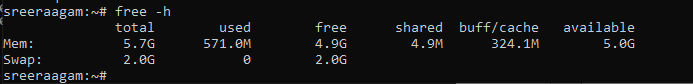 sreeraagam:~# free -h
total used free shared buff/cache available
Mem: 5.7G 571.0M 4.9G 4.9M 324.1M 5.0G
Swap: 2.0G 0 2.0G
sreeraagam:~#